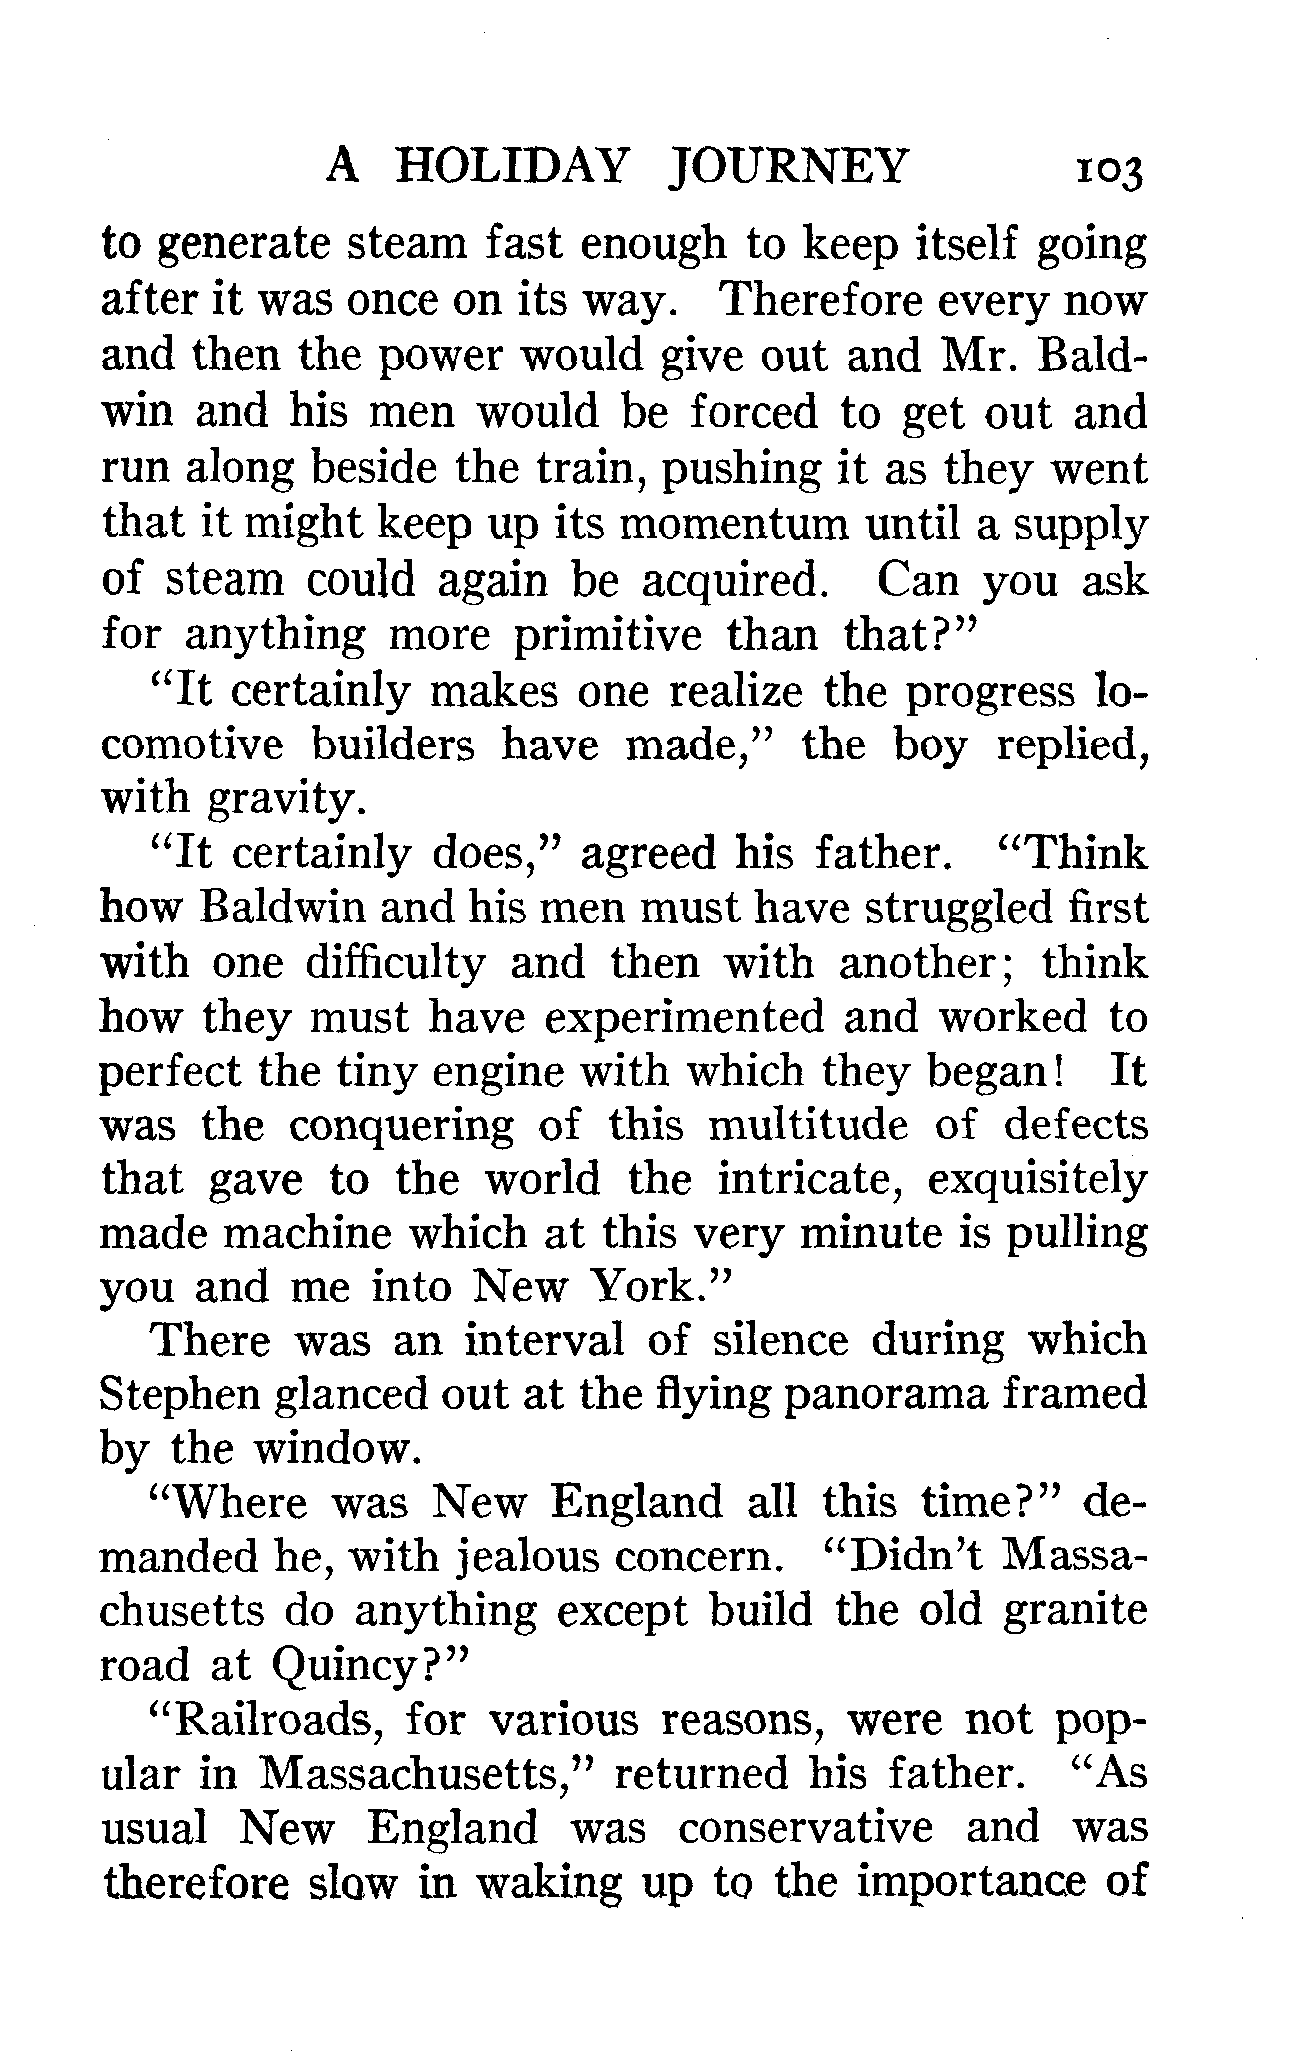 A HOLIDAY JOURNEY 103
to generate steam fast enough to keep itself going
after it was once on its way. Therefore every now
and then the power would give out and Mr. Bald-
win and his men would be forced to get out and
run along beside the train, pushing it as they went
that it might keep up its momentum until a supply
of steam could again be acquired. Can you ask
for anything more primitive than that?"
"It certainly makes one realize the progress lo-
comotive builders have made," the boy replied,
with gravity.
"It certainly does," agreed his father. "Think
how Baldwin and his men must have struggled first
with one difficulty and then with another; think
how they must have experimented and worked to
perfect the tiny engine with which they began! It
was the conquering of this multitude of defects
that gave to the world the intricate, exquisitely
made machine which at this very minute is pulling
you and me into New York."
There was an interval of silence during which
Stephen glanced out at the flying panorama framed
by the window.
"Where was New England all this time?" de-
manded he, with jealous concern. "Didn't Massa-
chusetts do anything except build the old granite
road at Quincy?"
"Railroads, for various reasons, were not pop-
ular in Massachusetts," returned his father. "As
usual New England was conservative and was
therefore slow in waking up to the importance of